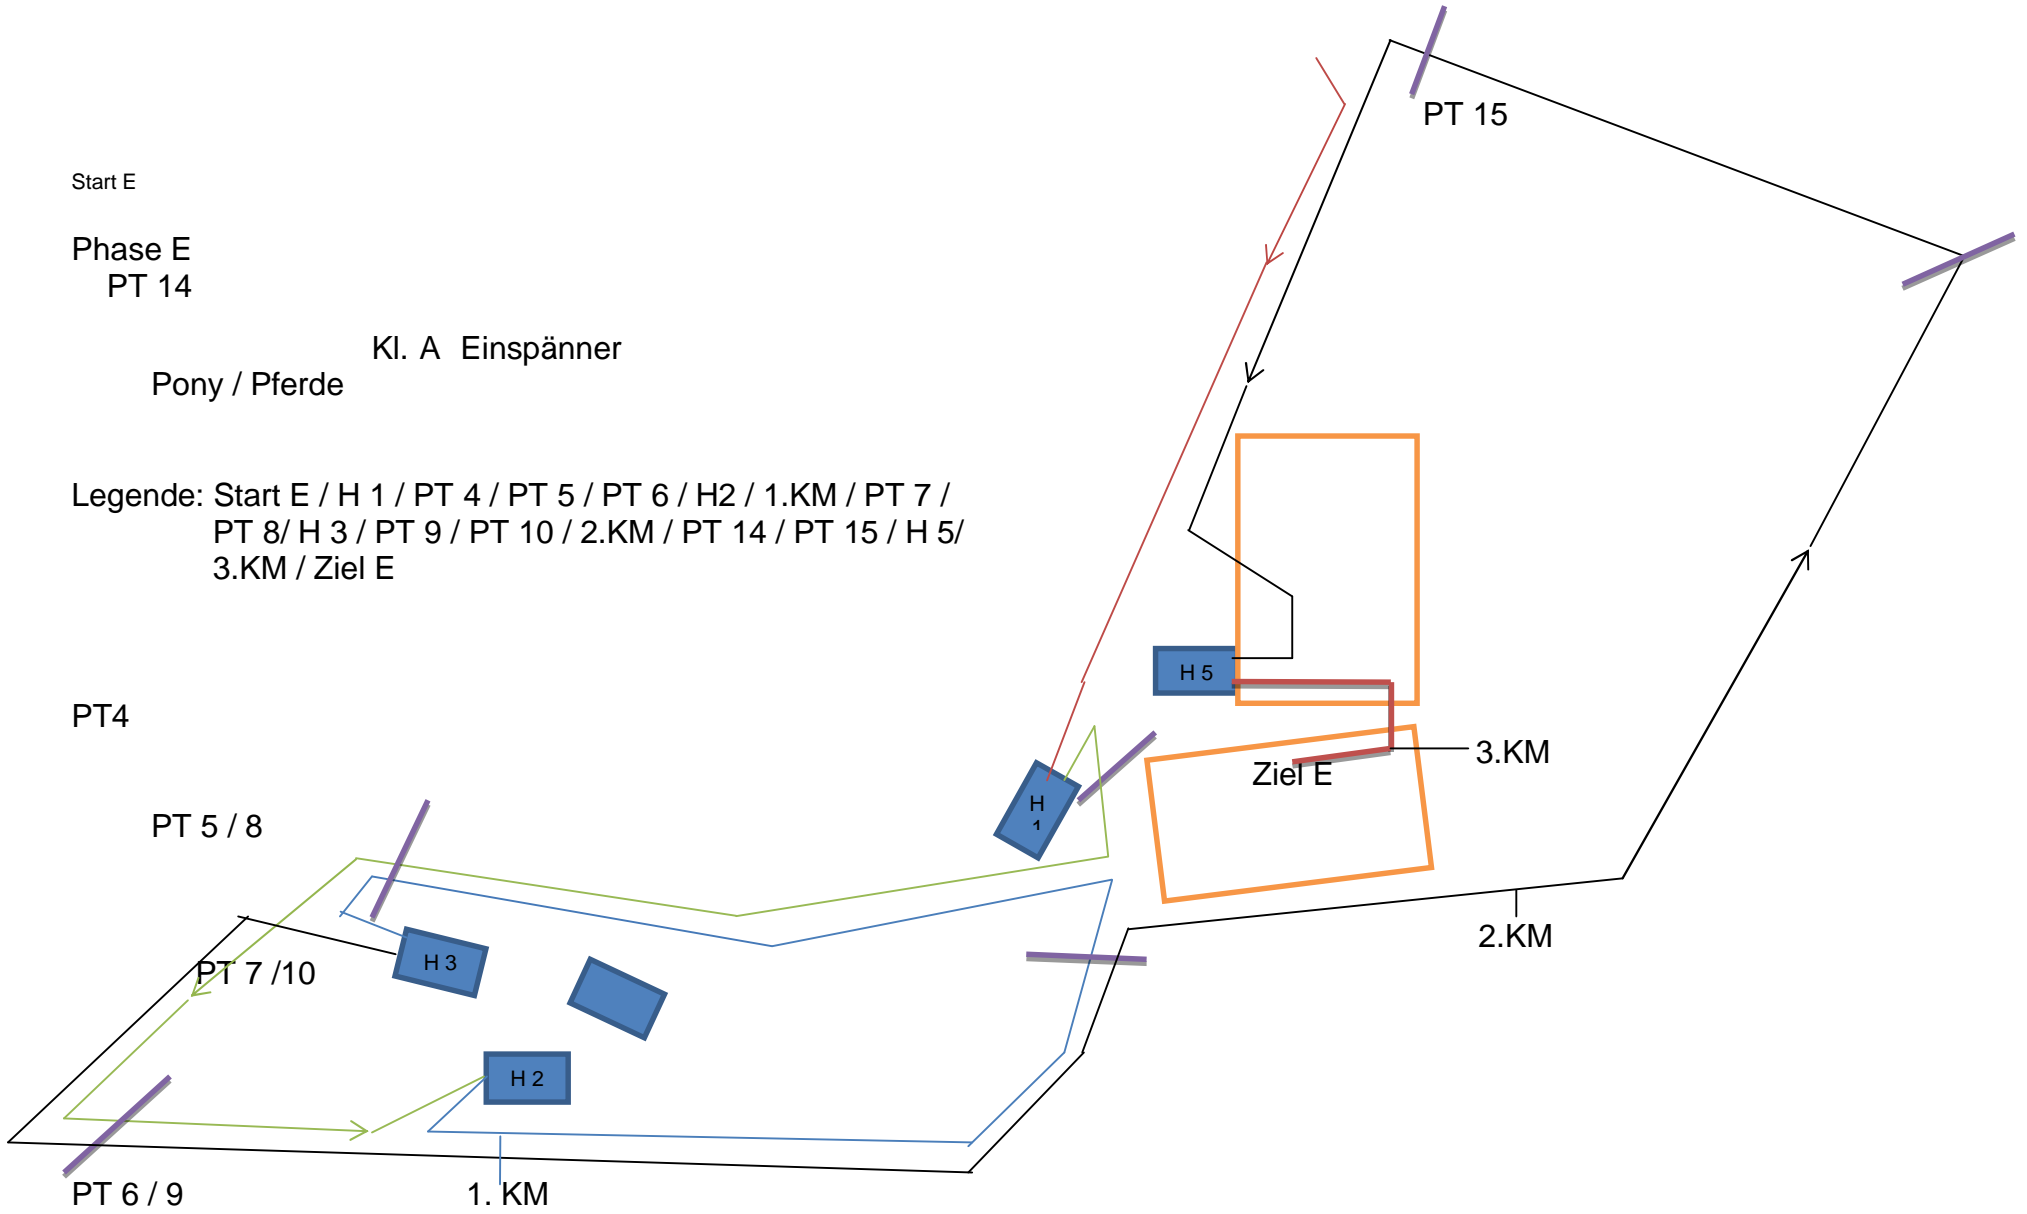 PT 15
Start E
Phase E
PT 14
Kl. A Einspänner
Pony / Pferde
Legende: Start E / H 1 / PT 4 / PT 5 / PT 6 / H2 / 1.KM / PT 7 /
PT 8/ H 3 / PT 9 / PT 10 / 2.KM / PT 14 / PT 15 / H 5/
3.KM / Ziel E
H 5
PT4
3.KM
Ziel E
H
1
PT 5 / 8
2.KM
H 3
PT 7 /10
H 2
PT 6 / 9
1. KM